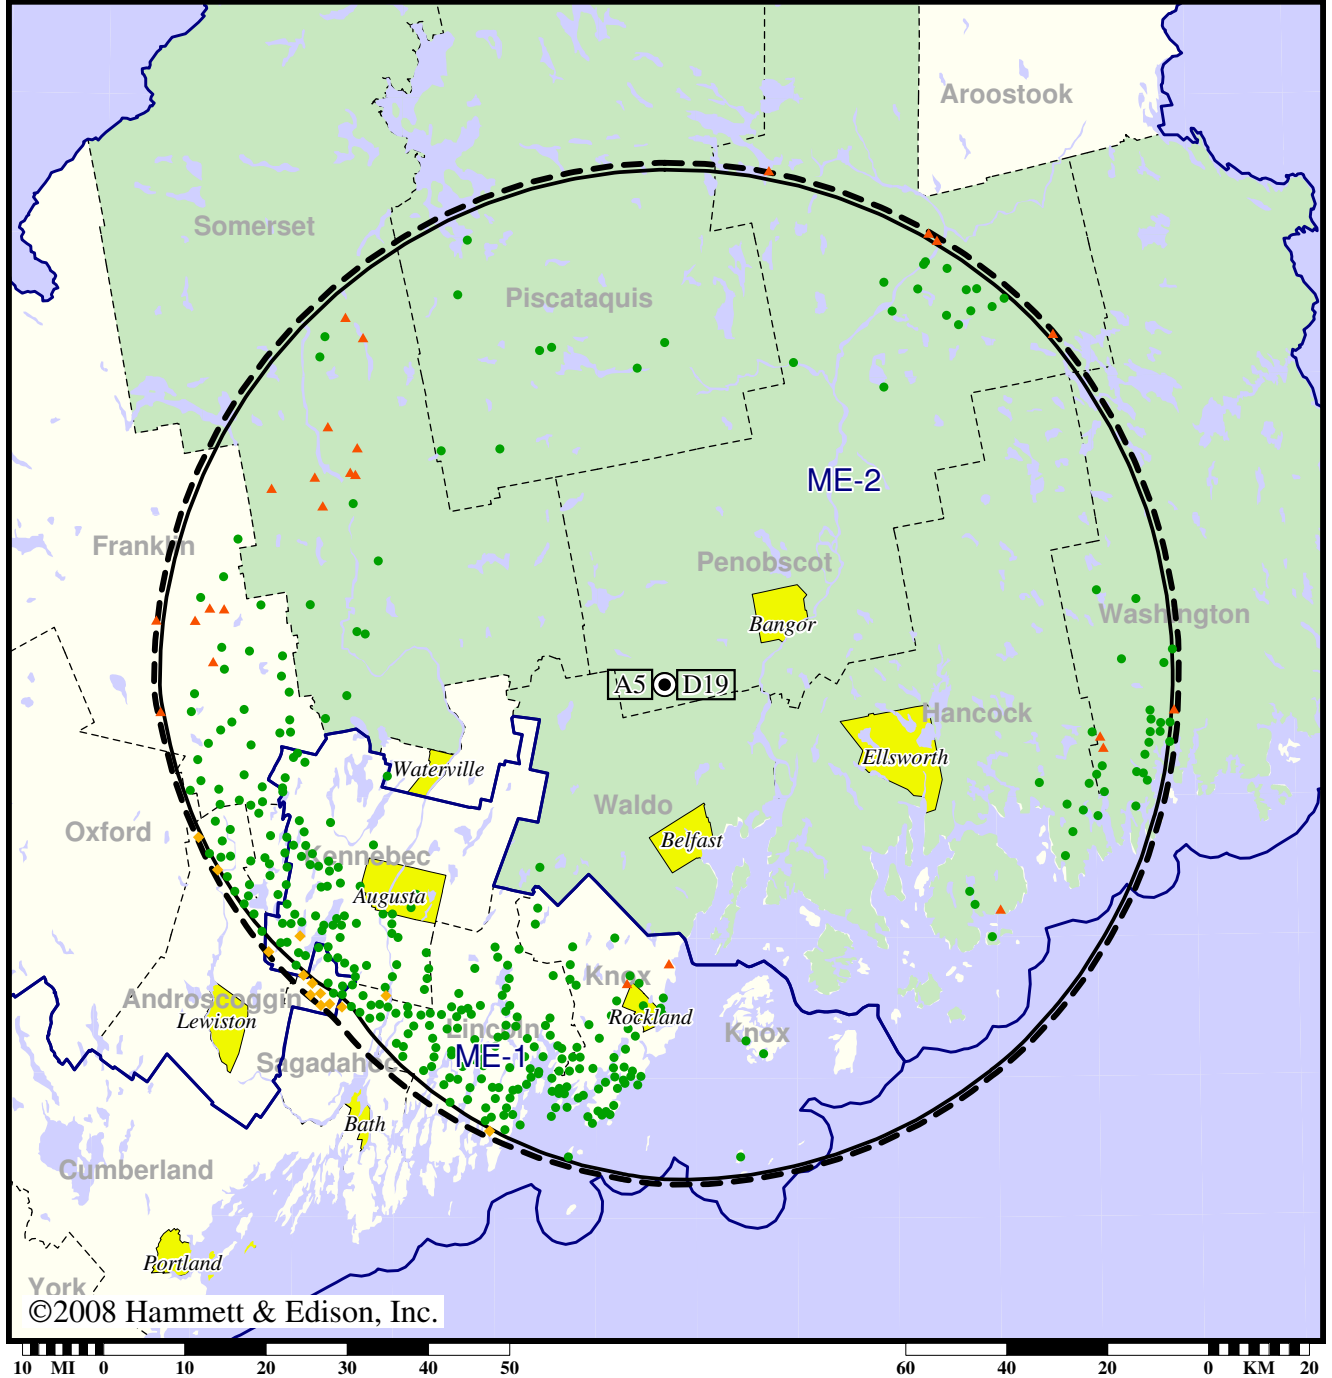 Aroostook
Somerset
Piscataquis
ME-2
Franklin
Penobscot
Washington
Bangor
A5 D19
Hancock
Ellsworth
Waterville
Waldo
Oxford
Belfast
Kennebec
Augusta
Knox
Androscoggin
Lewiston
Rockland
Lincoln
Knox
ME-1
Sagadahoc
Bath
Cumberland
Portland
York
©2008 Hammett & Edison, Inc.
10 MI 0 10 20 30 40 50 60 40 20 0 KM 20